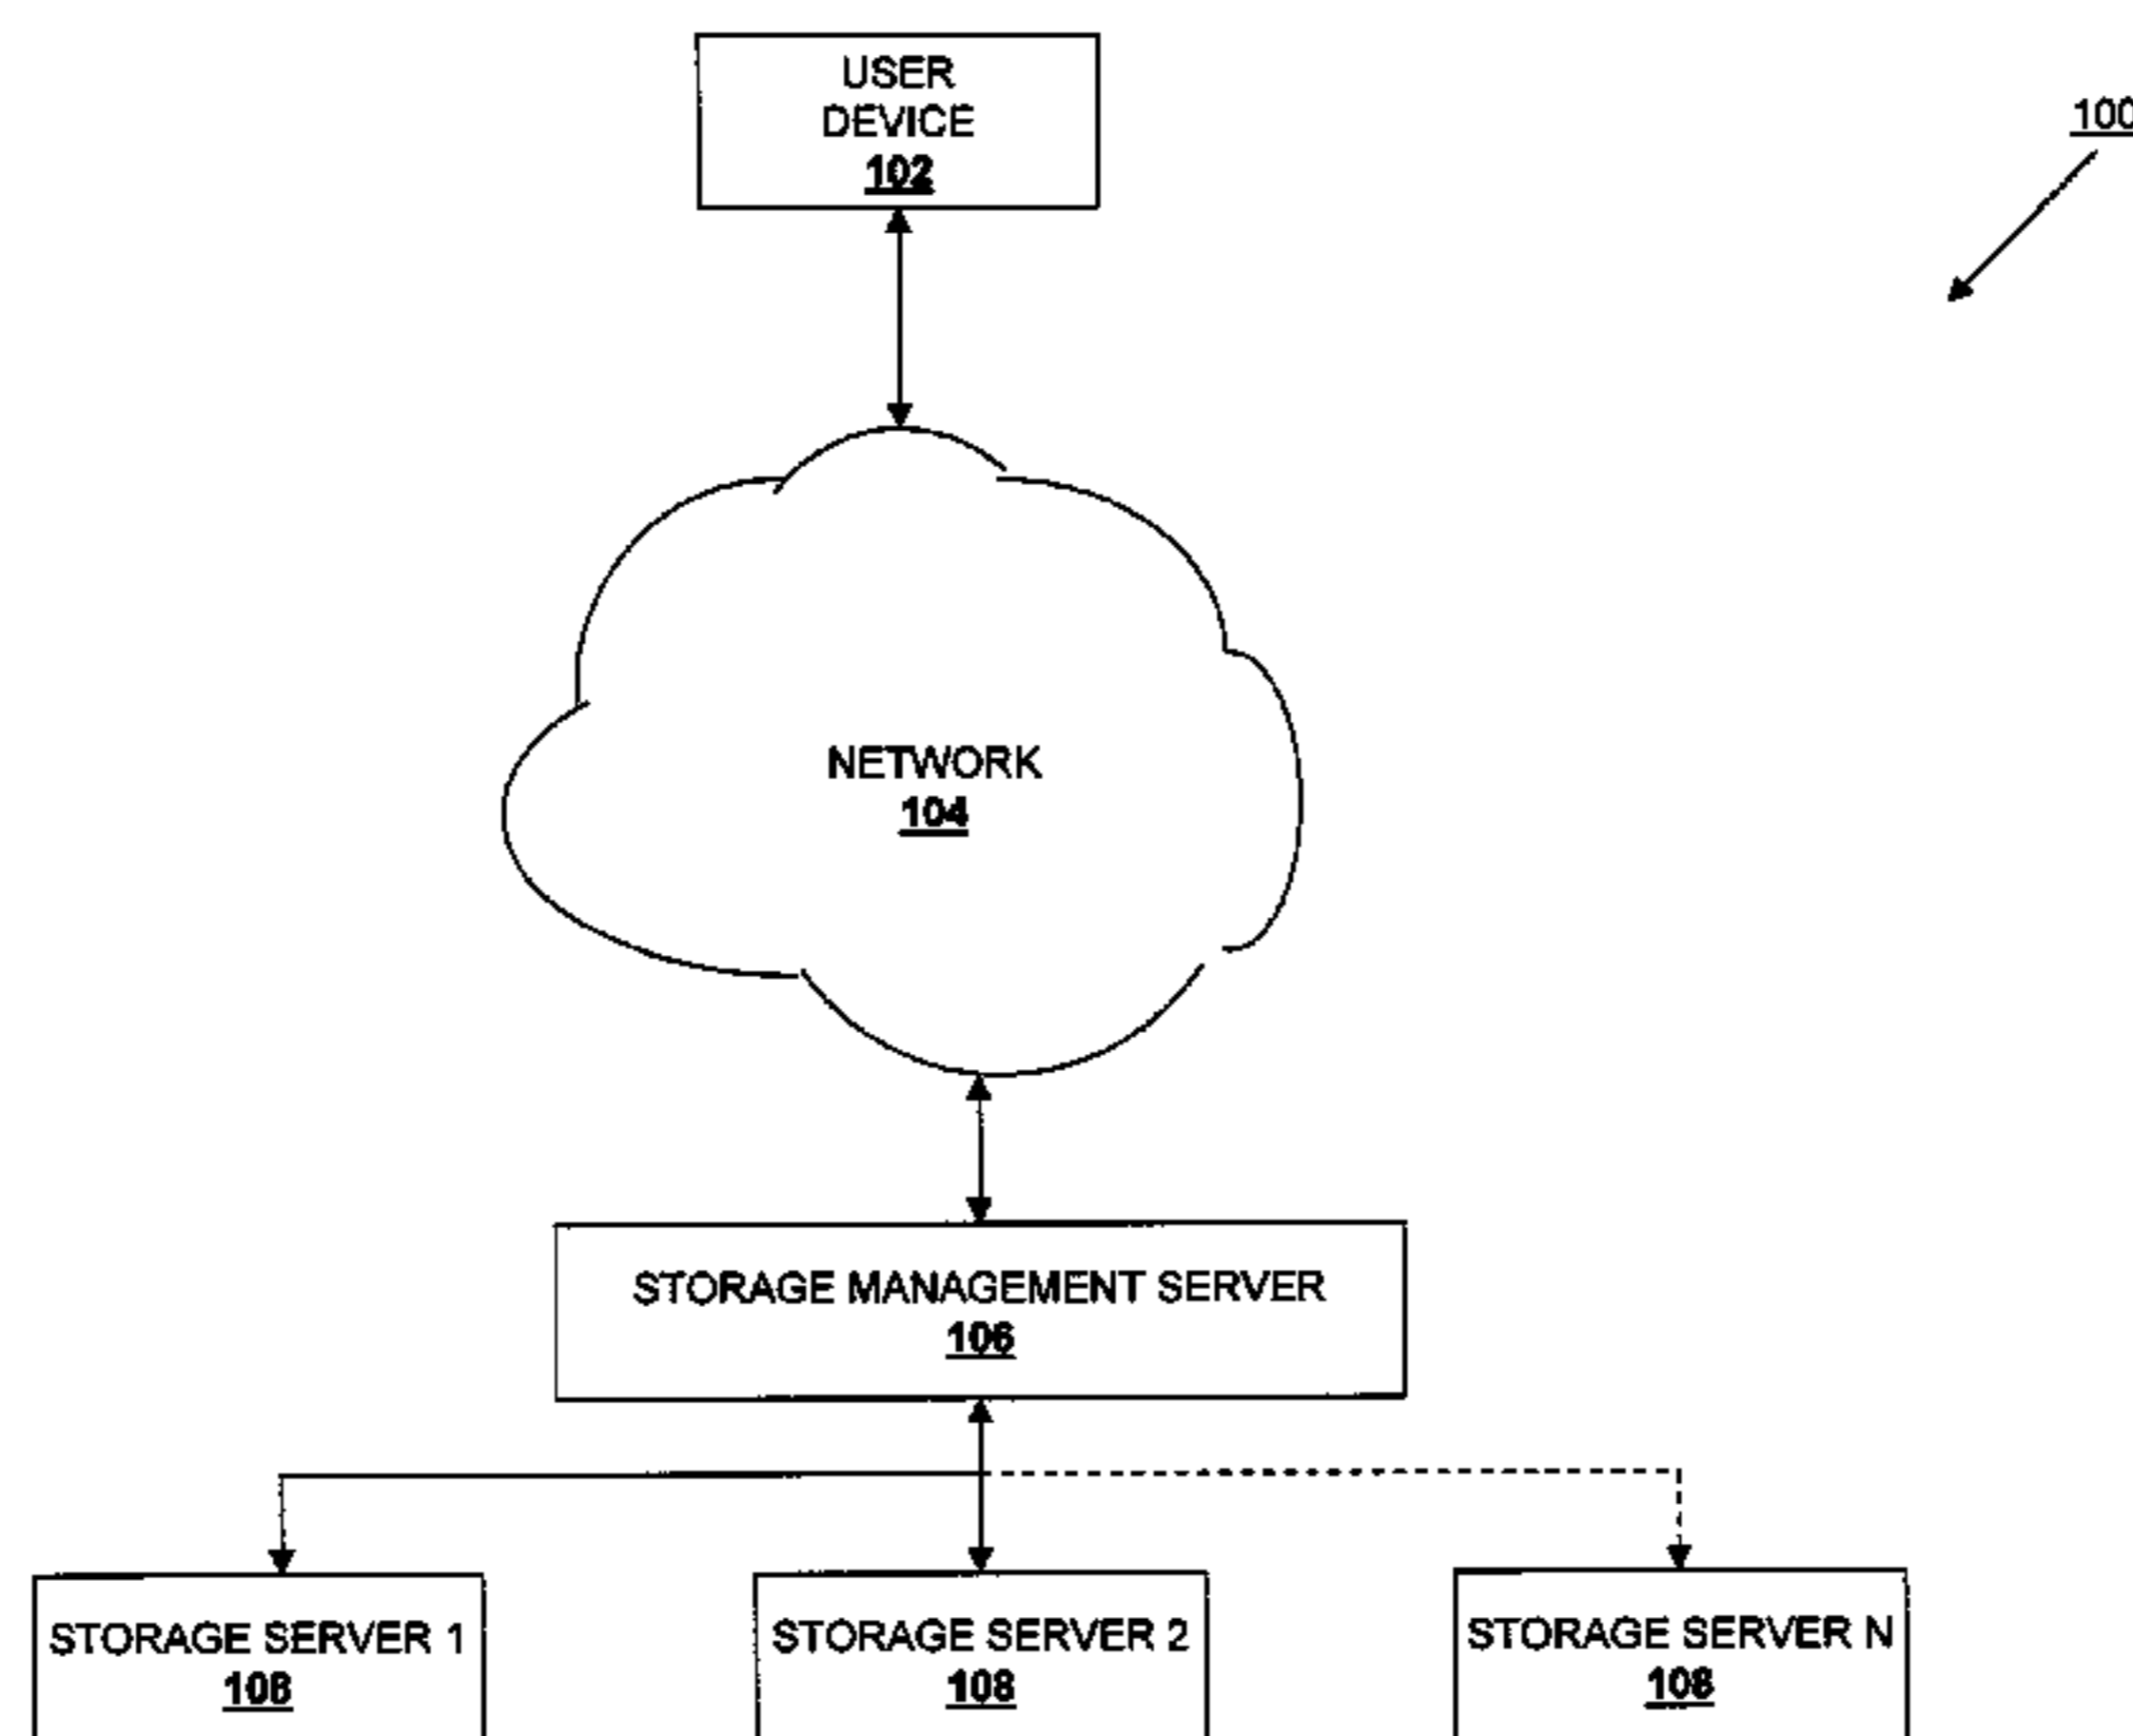 USER
DEVICE
102
100
NETWORK
104
STORAGE MANAGEMENT SERVER
106
STORAGE SERVER 1
108
STORAGE SERVER 2
108
STORAGE SERVER N
108